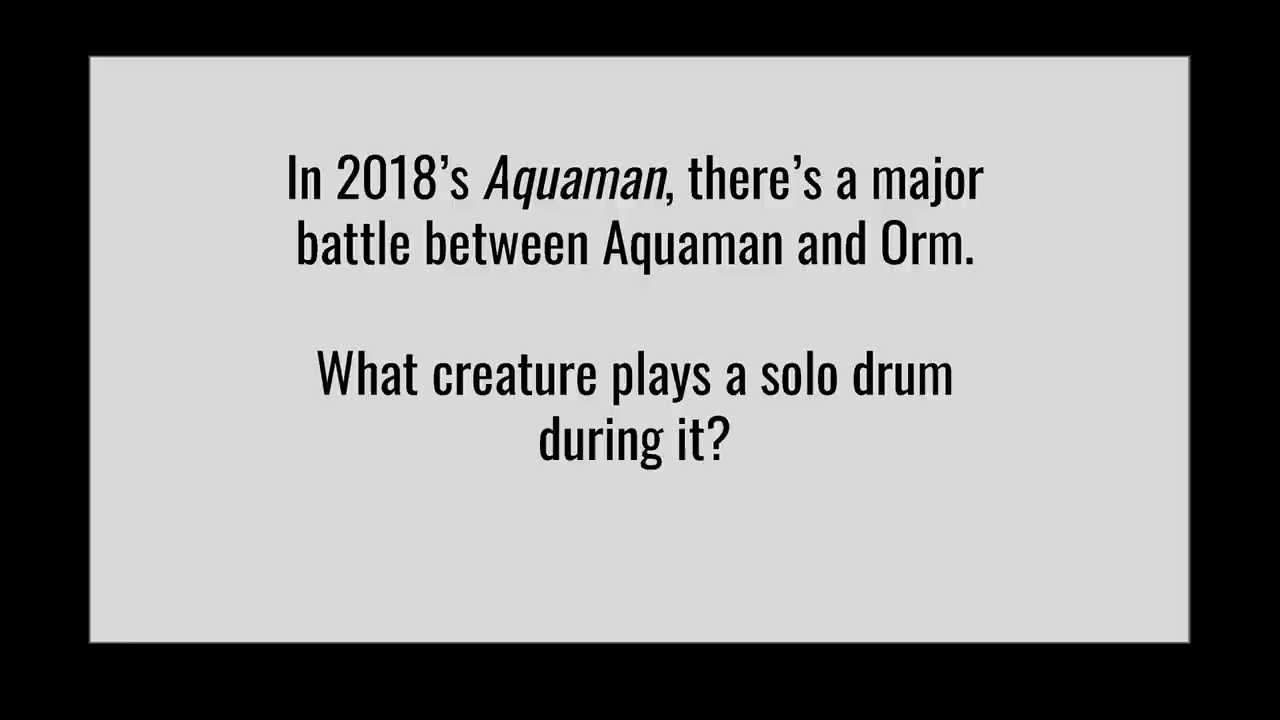 In 2018’s Aquaman, there’s a major
battle between Aquaman and Orm.
What creature plays a solo drum
during it?